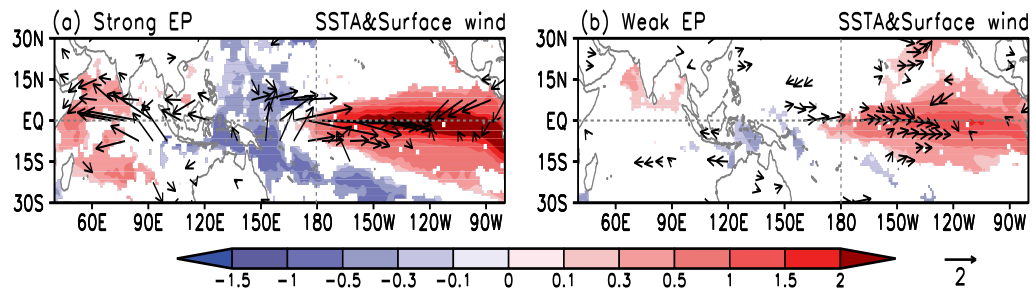 (a) Strong EP SSTA&Surface wind
(b) Weak EP SSTA&Surface wind
30N
15N
EQ
15S
30S
60E 90E 120E 150E 180 150W 120W 90W
30N
15N
EQ
15S
30S
60E 90E 120E 150E 180 150W 120W 90W
-1.5 -1 -0.5 -0.3 -0.1 0 0.1 0.3 0.5 1 1.5 2
2